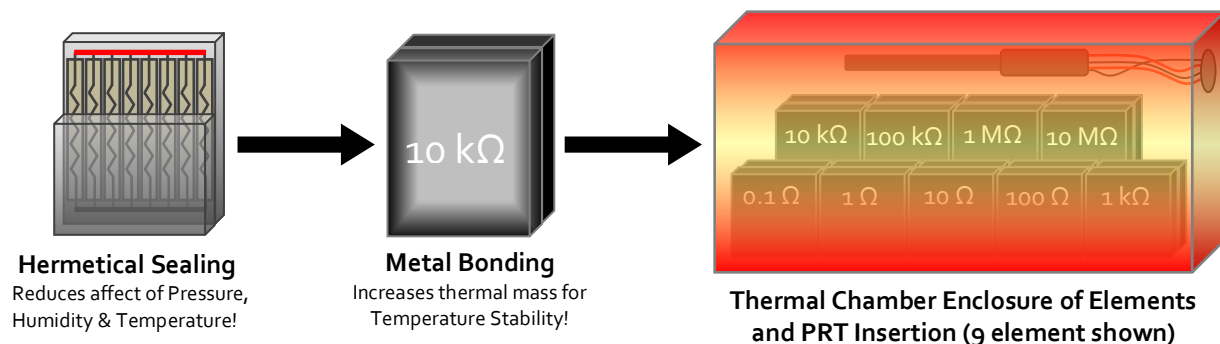 10 kΩ
10 kΩ 100 kΩ 1 MΩ 10 MΩ
0.1 Ω 1 Ω 10 Ω 100 Ω 1 kΩ
Hermetical Sealing
Reduces affect of Pressure,
Humidity & Temperature!
Metal Bonding
Increases thermal mass for
Temperature Stability!
Thermal Chamber Enclosure of Elements
and PRT Insertion (9 element shown)